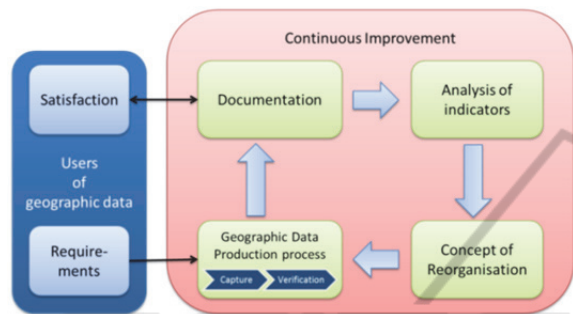 Continuous Improvement
Satisfaction
Documentation
Analysis of
indicators
Users
of
geographic data
Require-
ments
Geographic Data
Production process
Capture
Verification
Concept of
Reorganisation